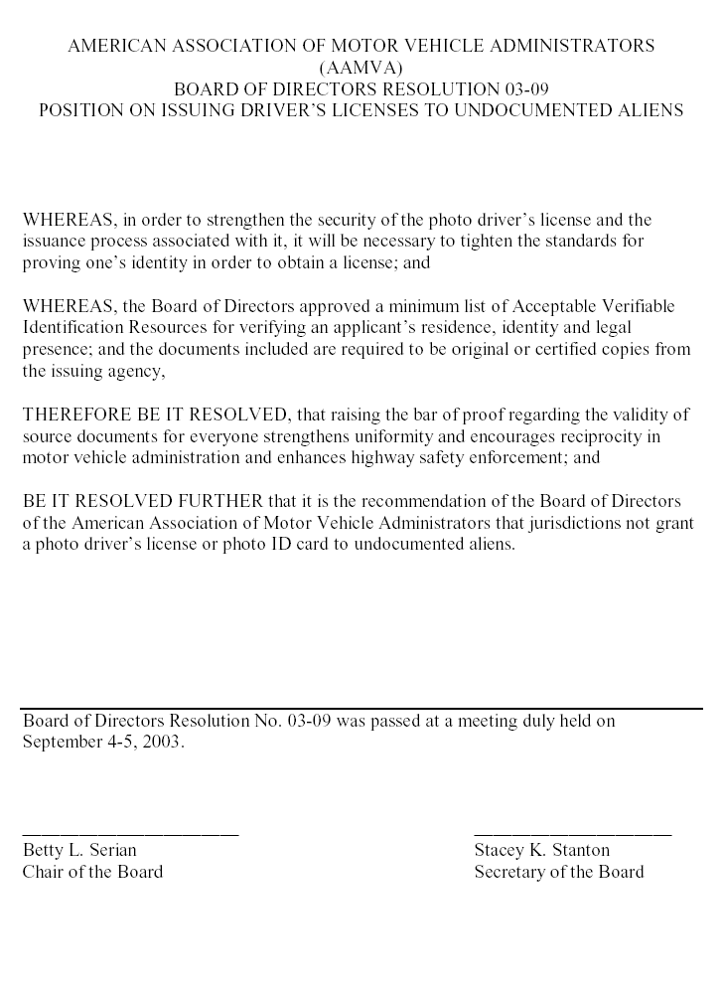 AMERICAN ASSOCIATION OF MOTOR VEHICLE ADMINISTRATORS
(AAMVA)
BOARD OF DIRECTORS RESOLUTION 03-09
POSITION ON ISSUING DRIVER’S LICENSES TO UNDOCUMENTED ALIENS
WHEREAS, in order to strengthen the security of the photo driver’s license and the
issuance process associated with it, it will be necessary to tighten the standards for
proving one’s identity in order to obtain a license; and
WHEREAS, the Board of Directors approved a minimum list of Acceptable Verifiable
Identification Resources for verifying an applicant’s residence, identity and legal
presence; and the documents included are required to be original or certified copies from
the issuing agency,
THEREFORE BE IT RESOLVED, that raising the bar of proof regarding the validity of
source documents for everyone strengthens uniformity and encourages reciprocity in
motor vehicle administration and enhances highway safety enforcement; and
BE IT RESOLVED FURTHER that it is the recommendation of the Board of Directors
of the American Association of Motor Vehicle Administrators that jurisdictions not grant
a photo driver’s license or photo ID card to undocumented aliens.
Board of Directors Resolution No. 03-09 was passed at a meeting duly held on
September 4-5, 2003.
Betty L. Serian
Chair of the Board
Stacey K. Stanton
Secretary of the Board